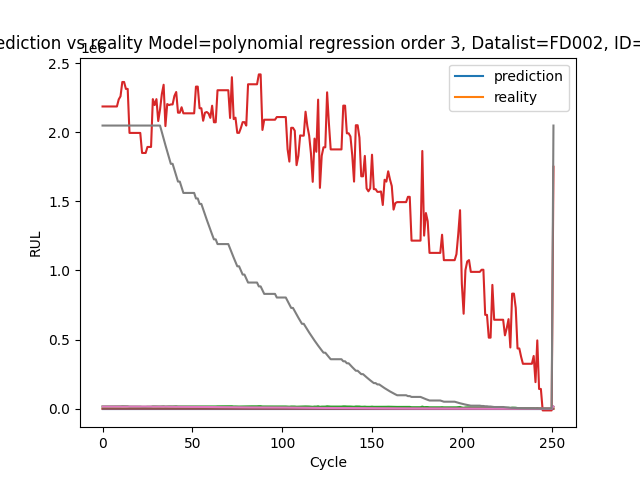 ediction vs reality Model=polynomial regression order 3, Datalist=FD002, ID=
1e6
2.5
2.0
1.5
1.0
0.5
0.0
RUL
prediction
reality
0 50 100 150 200 250
Cycle